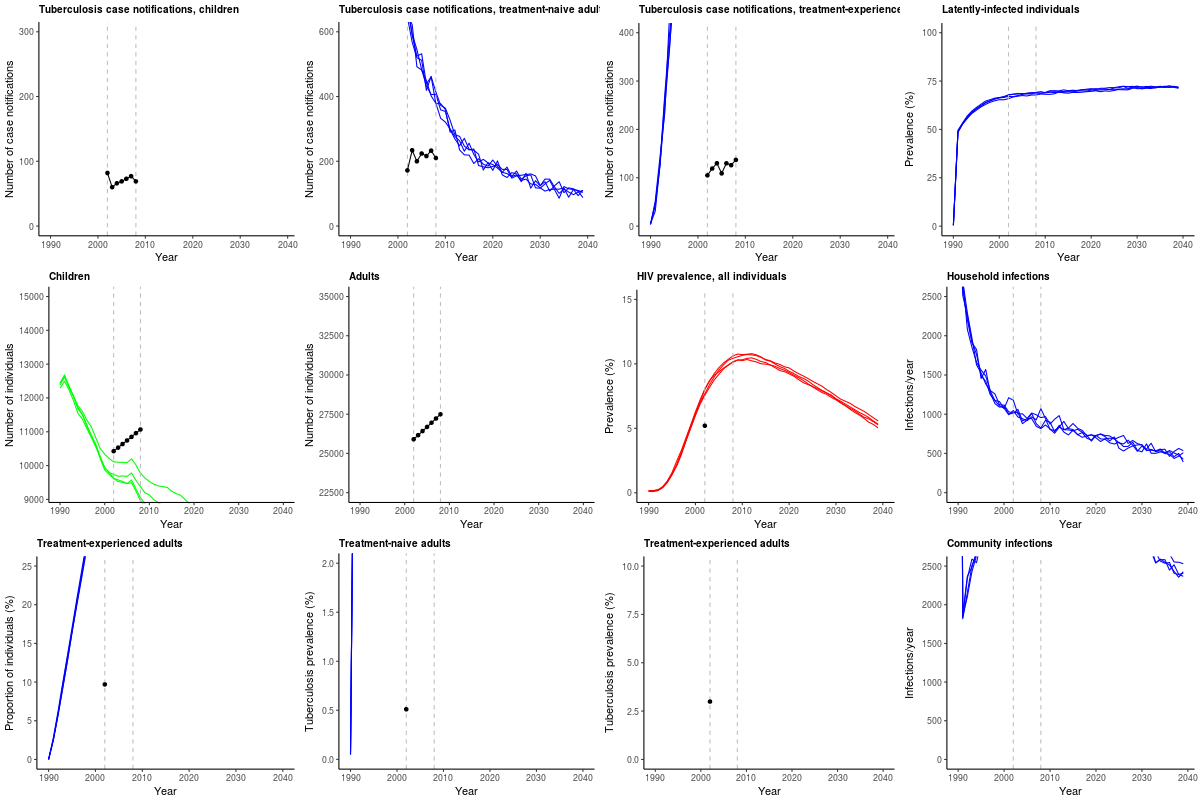 Tuberculosis case notifications, children
Number of case notifications
300
200
100
0
1990 2000 2010 2020 2030 2040
Year
Tuberculosis case notifications, treatment-naive adult
Number of case notifications
600
400
200
0
1990 2000 2010 2020 2030 2040
Year
Tuberculosis case notifications, treatment-experience
Number of case notifications
400
300
200
100
0
1990 2000 2010 2020 2030 2040
Year
Latently-infected individuals
Prevalence (%)
100
75
50
25
0
1990 2000 2010 2020 2030 2040
Year
Children
Number of individuals
15000
14000
13000
12000
11000
10000
9000
1990 2000 2010 2020 2030 2040
Year
Adults
Number of individuals
35000
32500
30000
27500
25000
22500
1990 2000 2010 2020 2030 2040
Year
HIV prevalence, all individuals
Prevalence (%)
15
10
5
0
1990 2000 2010 2020 2030 2040
Year
Household infections
Infections/year
2500
2000
1500
1000
500
0
1990 2000 2010 2020 2030 2040
Year
Treatment-experienced adults
Proportion of individuals (%)
25
20
15
10
5
0
1990 2000 2010 2020 2030 2040
Year
Treatment-naive adults
Tuberculosis prevalence (%)
2.0
1.5
1.0
0.5
0.0
1990 2000 2010 2020 2030 2040
Year
Treatment-experienced adults
Tuberculosis prevalence (%)
10.0
7.5
5.0
2.5
0.0
1990 2000 2010 2020 2030 2040
Year
Community infections
Infections/year
2500
2000
1500
1000
500
0
1990 2000 2010 2020 2030 2040
Year